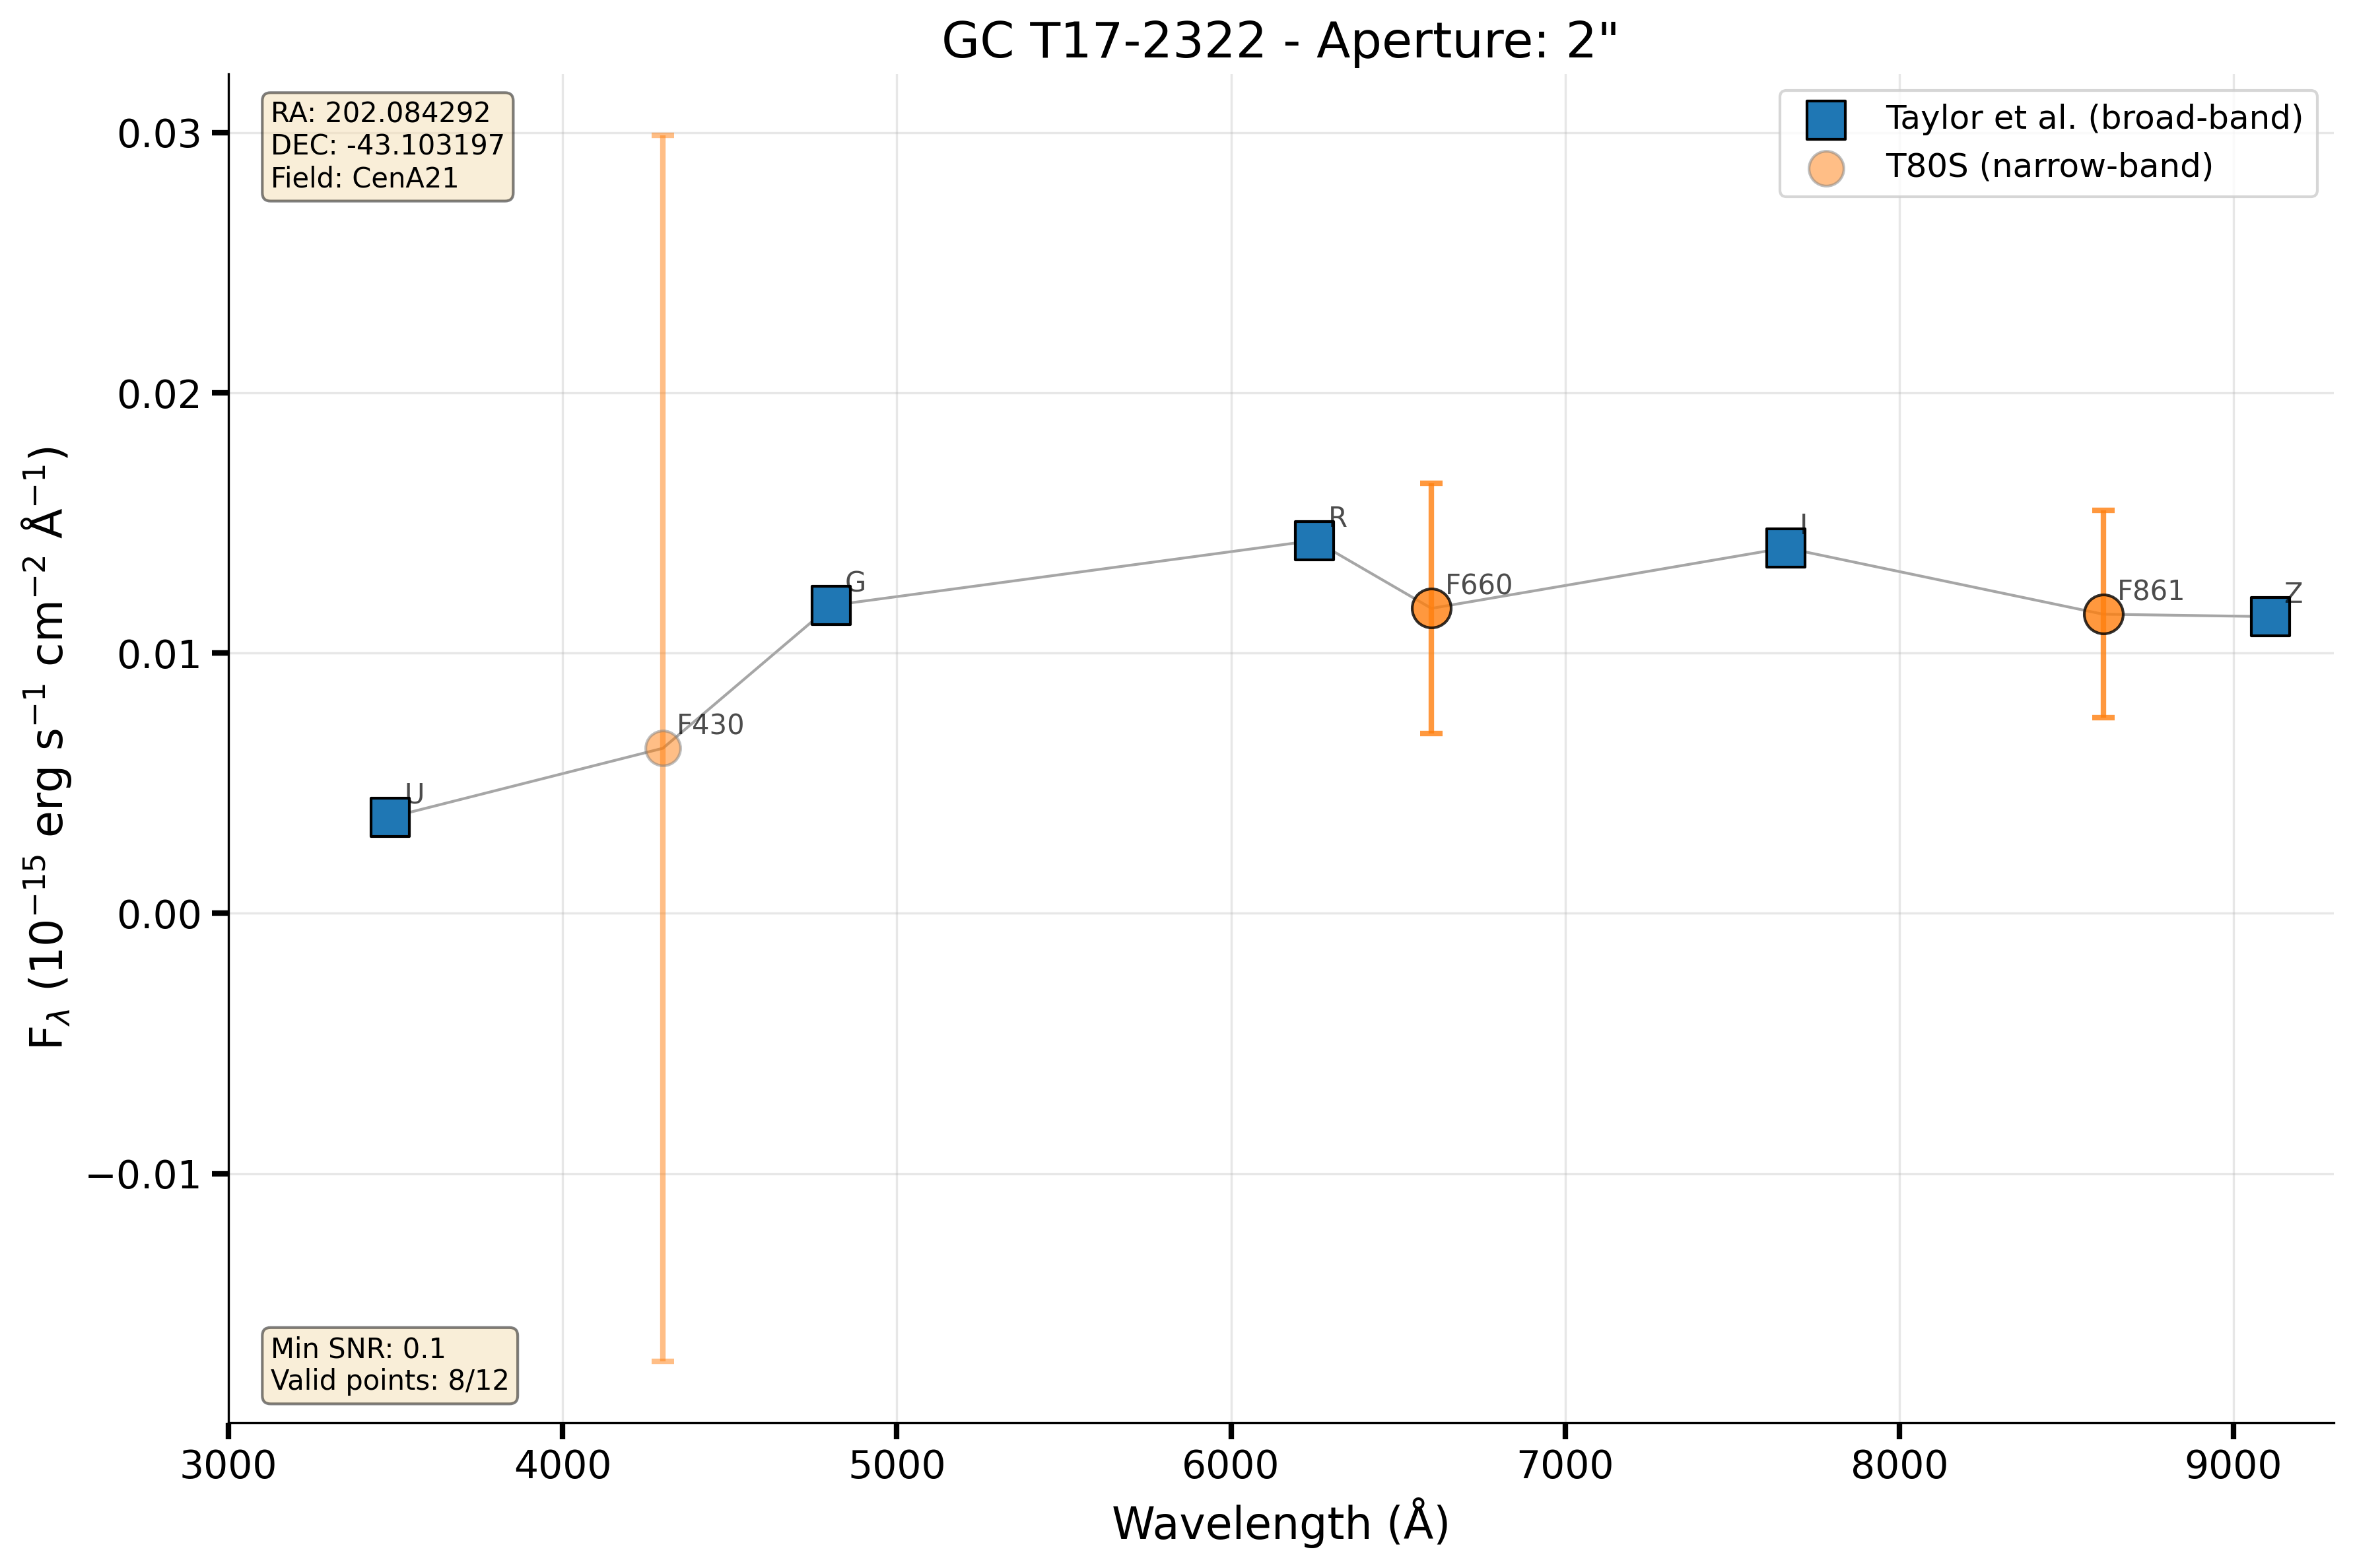 GC T17-2322 - Aperture: 2"
RA: 202.084292
DEC: -43.103197
Field: CenA21
Taylor et al. (broad-band)
T80S (narrow-band)
0.03
0.02
0.01
0.00
−0.01
F_λ (10⁻¹⁵ erg s⁻¹ cm⁻² Å⁻¹)
U
F430
G
R
F660
I
F861
Z
Min SNR: 0.1
Valid points: 8/12
3000 4000 5000 6000 7000 8000 9000
Wavelength (Å)